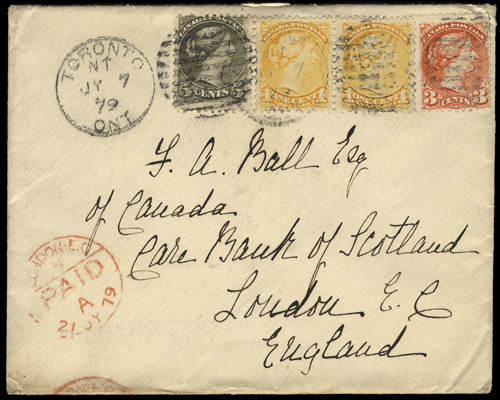 TORONTO
NT
JY 7
79
ONT
CANADA POSTAGE
5 CENTS 5
3 CENTS 3
F. A. Ball Esq
of Canada
Care Bank of Scotland
London E. C
England
LONDON-E.C
PAID
A
21 JY 79